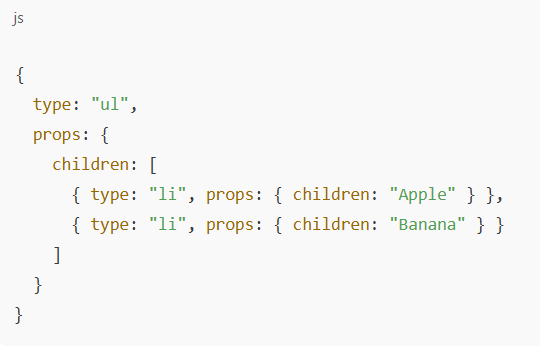 js
{
  type: "ul",
  props: {
    children: [
      { type: "li", props: { children: "Apple" } },
      { type: "li", props: { children: "Banana" } }
    ]
  }
}